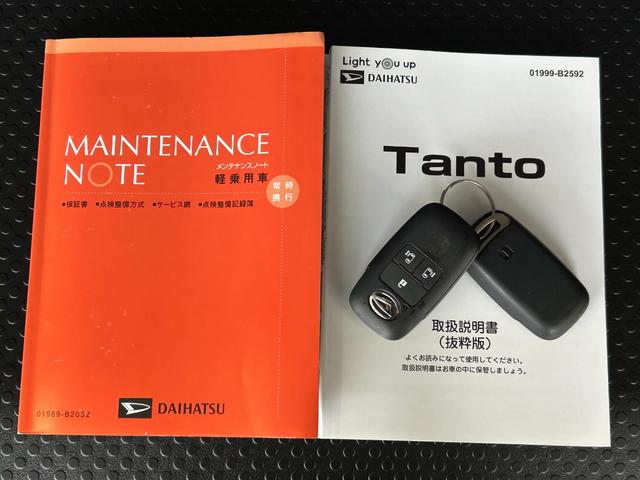 MAINTENANCE
NOTE
メンテナンスノート
軽乗用車
常時
携行
•保証書 •点検整備方式 •サービス網 •点検整備記録簿
01989-B2032
DAIHATSU
Light you up
DAIHATSU
01999-B2592
Tanto
取扱説明書
(抜粋版)
よくお読みになって使用してください。
取扱説明書はお車の中に保管しましょう。